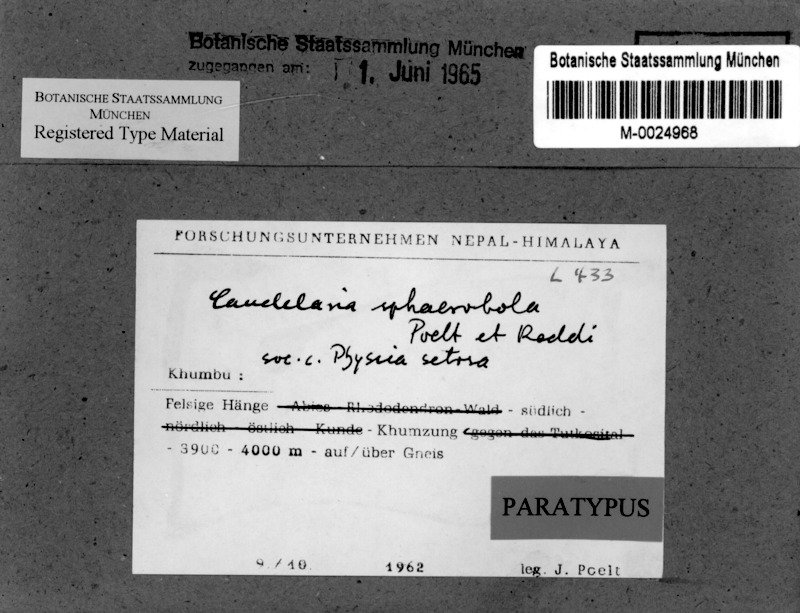 Botanische Staatssammlung München
zugegangen am: 1. Juni 1965
BOTANISCHE STAATSSAMMLUNG
MÜNCHEN
Registered Type Material
Botanische Staatssammlung München
M-0024968
FORSCHUNGSUNTERNEHMEN NEPAL-HIMALAYA
L 433
Candelaria sphaerobola
Poelt et Reddi
soc. c. Physcia setosa
Khumbu :
Felsige Hänge - Abies - Rhododendron-Wald - südlich -
nördlich - östlich - Kunde - Khumzung (gegen das
- 3900 - 4000 m - auf/über Gneis
PARATYPUS
9./10. 1962 leg. J. Poelt